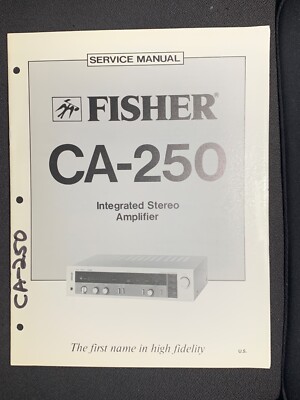 SERVICE MANUAL
FISHER®
CA-250
Integrated Stereo
Amplifier
CA-250
The first name in high fidelity
U.S.